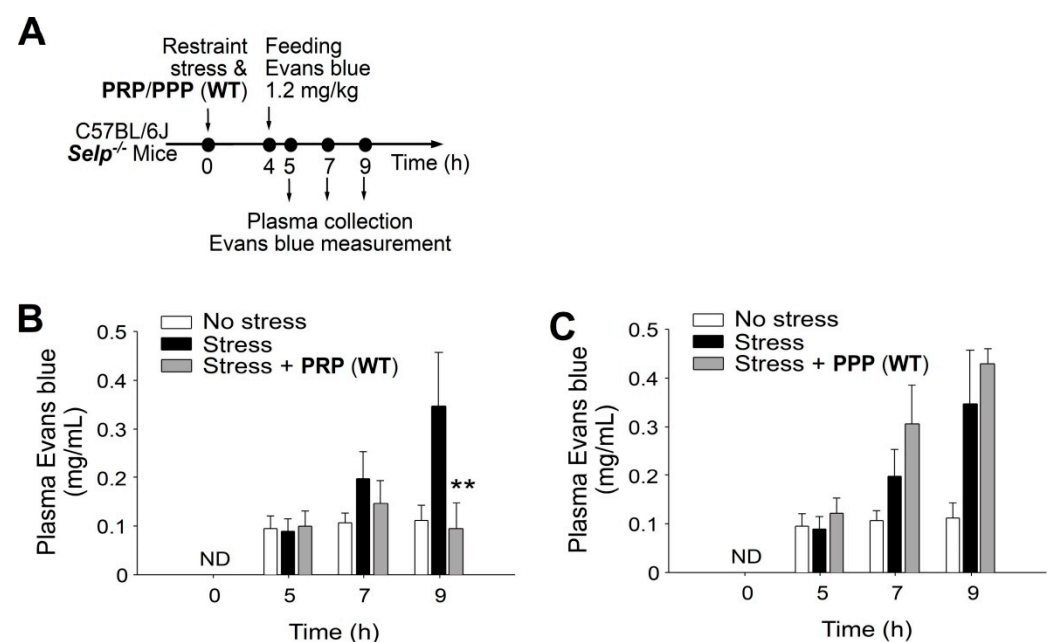 A
Restraint
stress &
PRP/PPP (WT)
Feeding
Evans blue
1.2 mg/kg
C57BL/6J
Selp-/- Mice
0 4 5 7 9 Time (h)
Plasma collection
Evans blue measurement
B
No stress
Stress
Stress + PRP (WT)
Plasma Evans blue
(mg/mL)
0.5
0.4
0.3
0.2
0.1
0
ND
**
0 5 7 9
Time (h)
C
No stress
Stress
Stress + PPP (WT)
Plasma Evans blue
(mg/mL)
0.5
0.4
0.3
0.2
0.1
0
ND
0 5 7 9
Time (h)